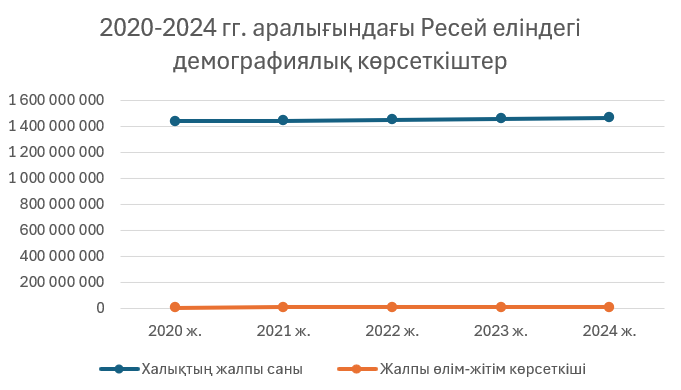 2020-2024 гг. аралығындағы Ресей еліндегі
демографиялық көрсеткіштер
1 600 000 000
1 400 000 000
1 200 000 000
1 000 000 000
800 000 000
600 000 000
400 000 000
200 000 000
0
2020 ж. 2021 ж. 2022 ж. 2023 ж. 2024 ж.
Халықтың жалпы саны Жалпы өлім-жітім көрсеткіші